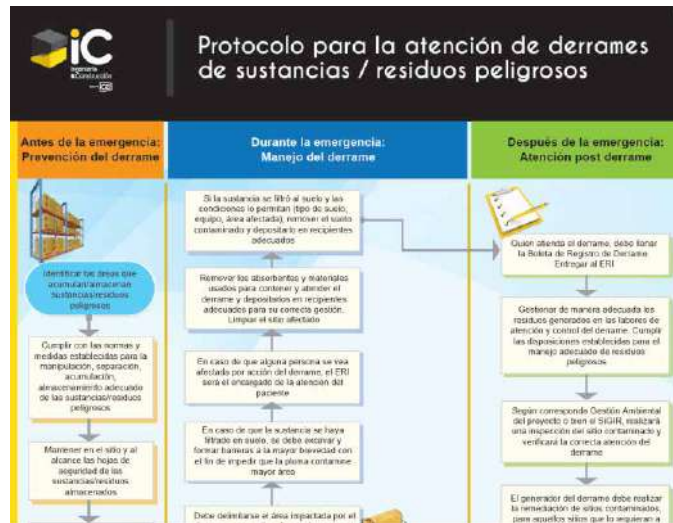 iC
Ingeniería
&Construcción
Protocolo para la atención de derrames
de sustancias / residuos peligrosos
Antes de la emergencia:
Prevención del derrame
Identificar las áreas que
acumulan/almacenan
sustancias/residuos
peligrosos
Cumplir con las normas y
medidas establecidas para la
manipulación, separación,
acumulación,
almacenamiento adecuado
de las sustancias/residuos
peligrosos
Mantener en el sitio y al
alcance las hojas de
seguridad de las
sustancias/residuos
almacenados
Durante la emergencia:
Manejo del derrame
Si la sustancia se filtró al suelo y las
condiciones lo permitan (tipo de suelo,
equipo, área afectada), remover el suelo
contaminado y depositarlo en recipientes
adecuados
Remover los absorbentes y materiales
usados para contener y atender el
derrame y depositarlos en recipientes
adecuados para su correcta gestión.
Limpiar el sitio afectado
En caso de que alguna persona se vea
afectada por acción del derrame, el ERI
será el encargado de la atención del
paciente
En caso de que la sustancia se haya
filtrado en suelo, se debe excavar y
formar barreras a la mayor brevedad con
el fin de impedir que la pluma contamine
mayor área
Debe delimitarse el área impactada por el
Después de la emergencia:
Atención post derrame
Quien atienda el derrame, debe llenar
la Boleta de Registro de Derrame.
Entregar al ERI
Gestionar de manera adecuada los
residuos generados en las labores de
atención y control del derrame. Cumplir
las disposiciones establecidas para el
manejo adecuado de residuos
peligrosos
Según corresponda Gestión Ambiental
del proyecto o bien el SIGIR, realizará
una inspección del sitio contaminado y
verificará la correcta atención del
derrame
El generador del derrame debe realizar
la remediación de sitios contaminados,
para aquellos sitios que lo requieran a